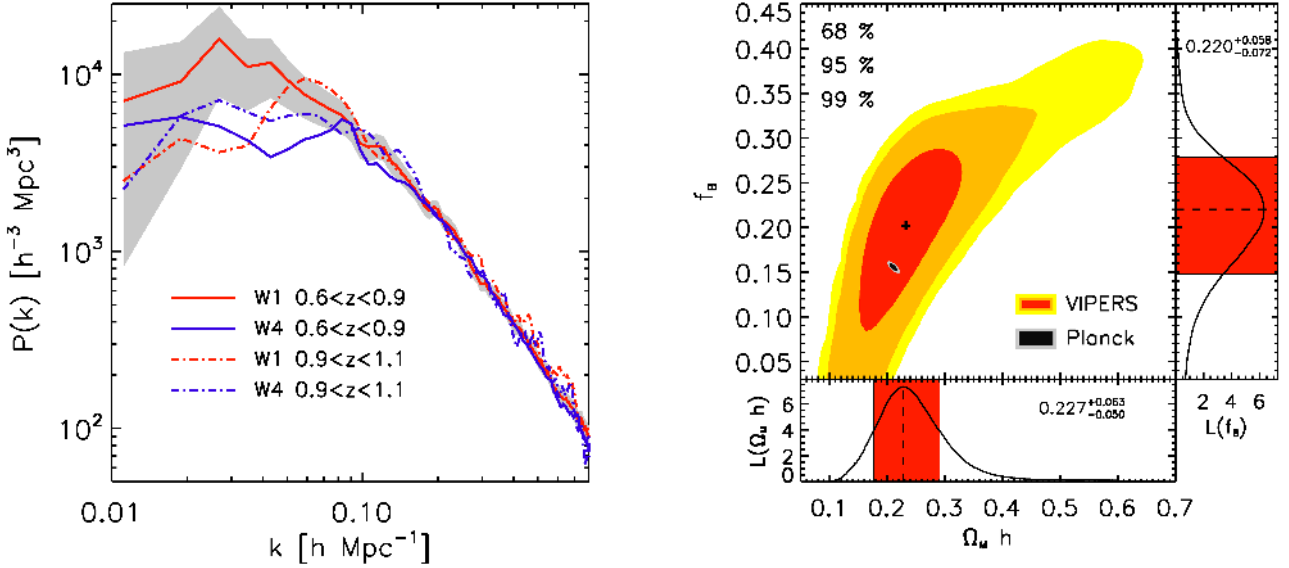 P(k) [h⁻³ Mpc³]
10⁴
10³
10²
W1 0.6<z<0.9
W4 0.6<z<0.9
W1 0.9<z<1.1
W4 0.9<z<1.1
0.01
0.10
k [h Mpc⁻¹]
f_B
0.45
0.40
0.35
0.30
0.25
0.20
0.15
0.10
0.05
68 %
95 %
99 %
VIPERS
Planck
0.220 +0.058 -0.072
2 4 6
L(f_B)
L(Ω_M h)
6
4
2
0
0.227 +0.063 -0.050
0.1 0.2 0.3 0.4 0.5 0.6 0.7
Ω_M h